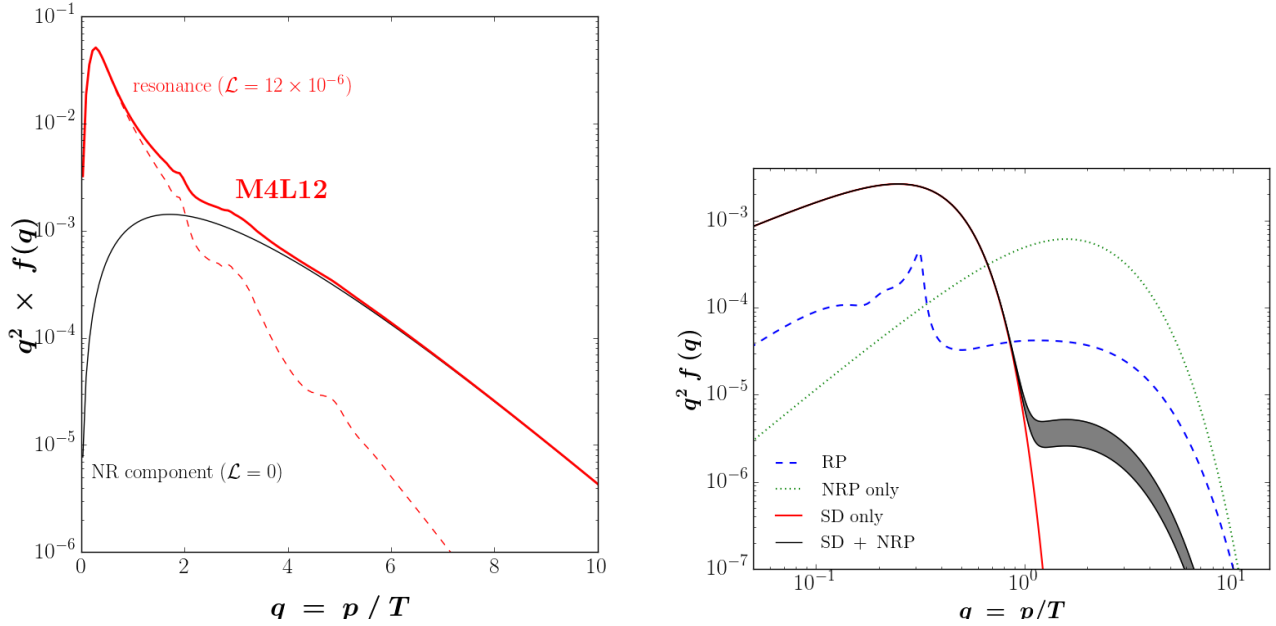 10^{-1}
10^{-2}
10^{-3}
10^{-4}
10^{-5}
10^{-6}
q^2 × f(q)
resonance (𝓛 = 12 × 10^{-6})
M4L12
NR component (𝓛 = 0)
0 2 4 6 8 10
q = p / T
10^{-3}
10^{-4}
10^{-5}
10^{-6}
10^{-7}
q^2 f (q)
RP
NRP only
SD only
SD + NRP
10^{-1} 10^0 10^1
q = p/T